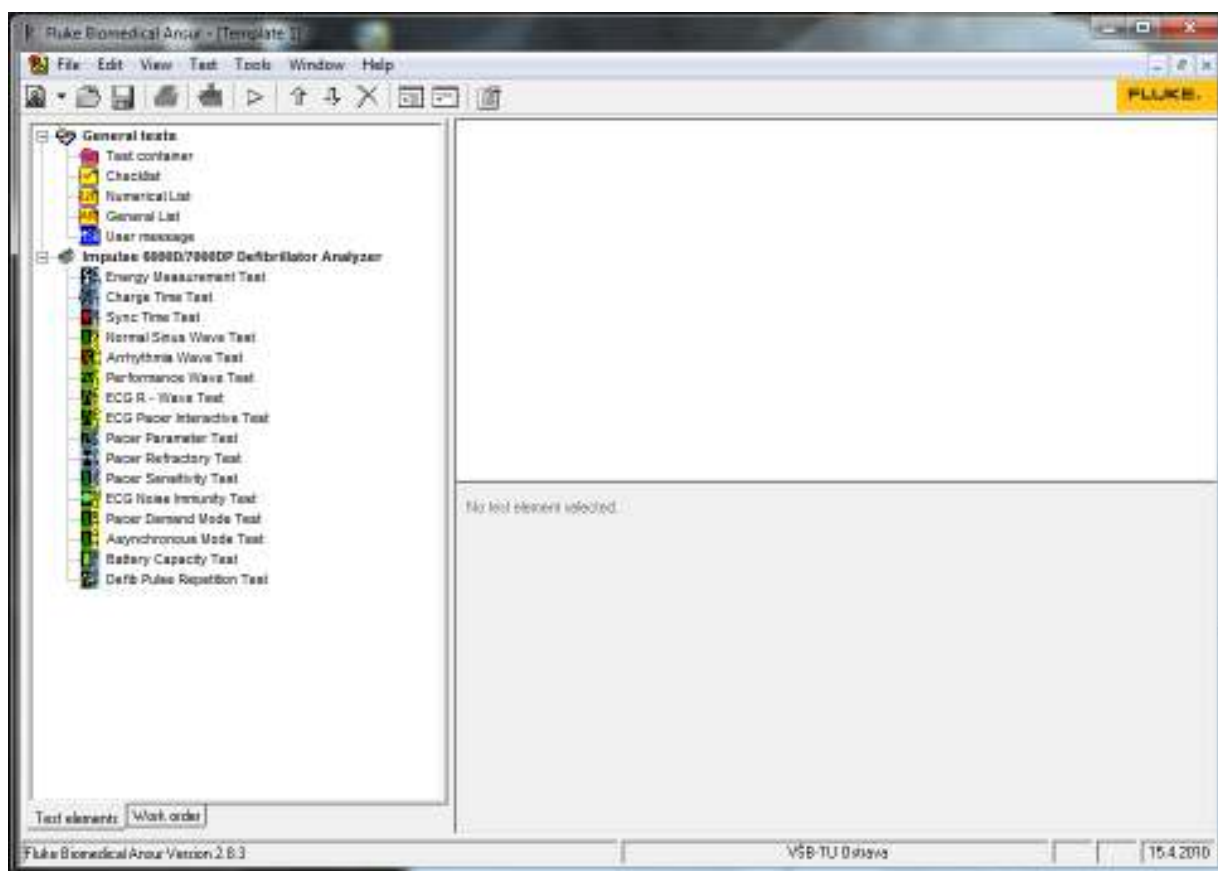 Fluke Biomedical Ansur - [Template 1]
File Edit View Test Tools Window Help
FLUKE.
General tests
Test container
Checklist
Numerical List
General List
User message
Impulse 6000D/7000DP Defibrillator Analyzer
Energy Measurement Test
Charge Time Test
Sync Time Test
Normal Sinus Wave Test
Arrhythmia Wave Test
Performance Wave Test
ECG R - Wave Test
ECG Pacer Interactive Test
Pacer Parameter Test
Pacer Refractory Test
Pacer Sensitivity Test
ECG Noise Immunity Test
Pacer Demand Mode Test
Asynchronous Mode Test
Battery Capacity Test
Defib Pulse Repetition Test
No test element selected.
Test elements Work order
Fluke Biomedical Ansur Version 2.8.3 VŠB-TU Ostrava 15.4.2010